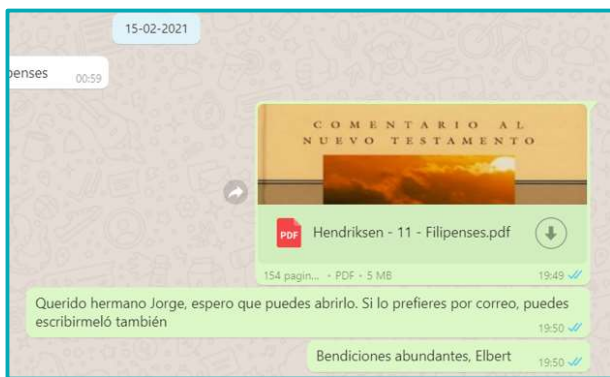 15-02-2021
penses 00:59
COMENTARIO AL
NUEVO TESTAMENTO
PDF Hendriksen - 11 - Filipenses.pdf
154 pagin... • PDF • 5 MB 19:49
Querido hermano Jorge, espero que puedes abrirlo. Si lo prefieres por correo, puedes
escribirmeló también
19:50
Bendiciones abundantes, Elbert 19:50